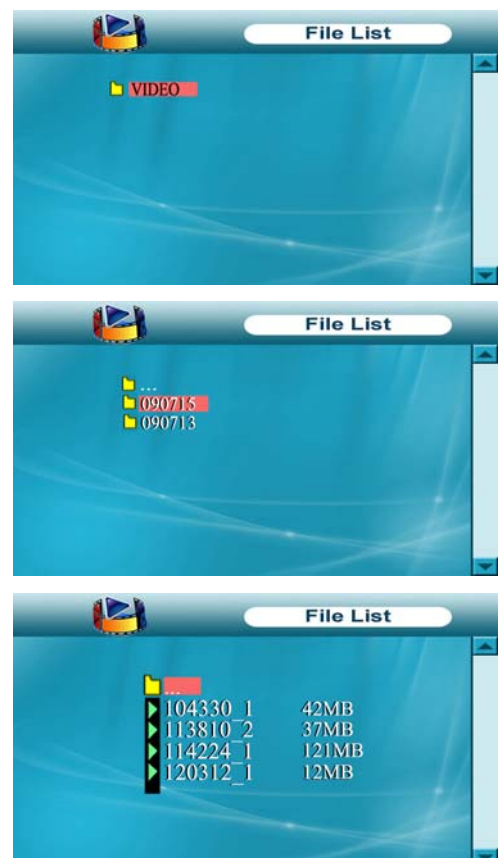 File List
VIDEO
File List
...
090715
090713
File List
...
104330_1 42MB
113810_2 37MB
114224_1 121MB
120312_1 12MB